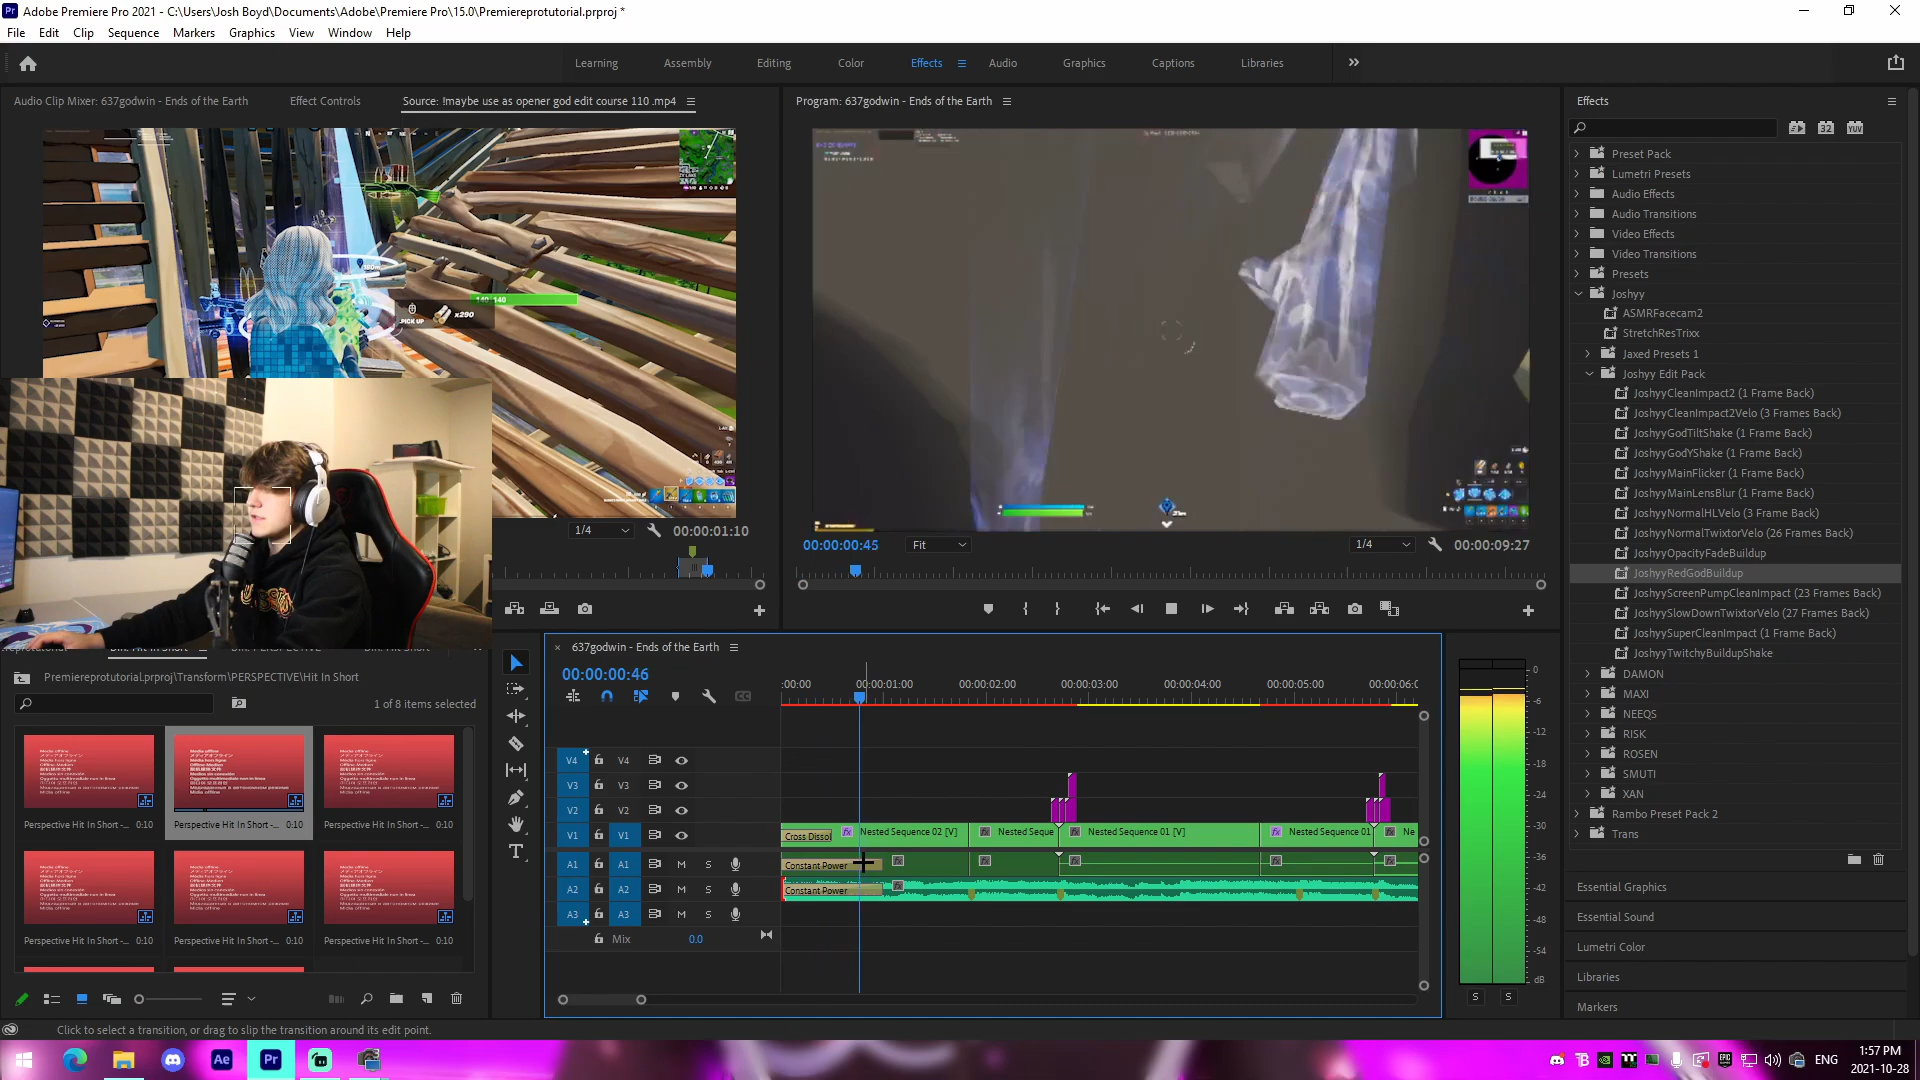 Adobe Premiere Pro 2021 - C:\Users\Josh Boyd\Documents\Adobe\Premiere Pro\15.0\Premiereprotutorial.prproj *
File Edit Clip Sequence Markers Graphics View Window Help
Learning Assembly Editing Color Effects Audio Graphics Captions Libraries
Audio Clip Mixer: 637godwin - Ends of the Earth
Effect Controls
Source: !maybe use as opener god edit course 110 .mp4
PICK UP
x290
1/4
00:00:01:10
Program: 637godwin - Ends of the Earth
00:00:00:45
Fit
1/4
00:00:09:27
Premiereprotutorial.prproj\Transform\PERSPECTIVE\Hit In Short
1 of 8 items selected
Perspective Hit In Short -... 0:10
Perspective Hit In Short -... 0:10
Perspective Hit In Short -... 0:10
Perspective Hit In Short -... 0:10
Perspective Hit In Short -... 0:10
Perspective Hit In Short -... 0:10
637godwin - Ends of the Earth
00:00:00:46
:00:00 00:00:01:00 00:00:02:00 00:00:03:00 00:00:04:00 00:00:05:00 00:00:06:0
V4 V4
V3 V3
V2 V2
V1 V1 V1
A1 A1 A1 M S
A2 A2 A2 M S
A3 A3 M S
Mix 0.0
Cross Dissol
Nested Sequence 02 [V]
Nested Seque
Nested Sequence 01 [V]
Nested Sequence 01
Ne
Constant Power
Constant Power
0
-6
-12
-18
-24
-30
-36
-42
-48
-54
dB
S S
Effects
Preset Pack
Lumetri Presets
Audio Effects
Audio Transitions
Video Effects
Video Transitions
Presets
Joshyy
ASMRFacecam2
StretchResTrixx
Jaxed Presets 1
Joshyy Edit Pack
JoshyyCleanImpact2 (1 Frame Back)
JoshyyCleanImpact2Velo (3 Frames Back)
JoshyyGodTiltShake (1 Frame Back)
JoshyyGodYShake (1 Frame Back)
JoshyyMainFlicker (1 Frame Back)
JoshyyMainLensBlur (1 Frame Back)
JoshyyNormalHLVelo (3 Frame Back)
JoshyyNormalTwixtorVelo (26 Frames Back)
JoshyyOpacityFadeBuildup
JoshyyRedGodBuildup
JoshyyScreenPumpCleanImpact (23 Frames Back)
JoshyySlowDownTwixtorVelo (27 Frames Back)
JoshyySuperCleanImpact (1 Frame Back)
JoshyyTwitchyBuildupShake
DAMON
MAXI
NEEQS
RISK
ROSEN
SMUTI
XAN
Rambo Preset Pack 2
Trans
Essential Graphics
Essential Sound
Lumetri Color
Libraries
Markers
Click to select a transition, or drag to slip the transition around its edit point.
Ae Pr
ENG
1:57 PM
2021-10-28